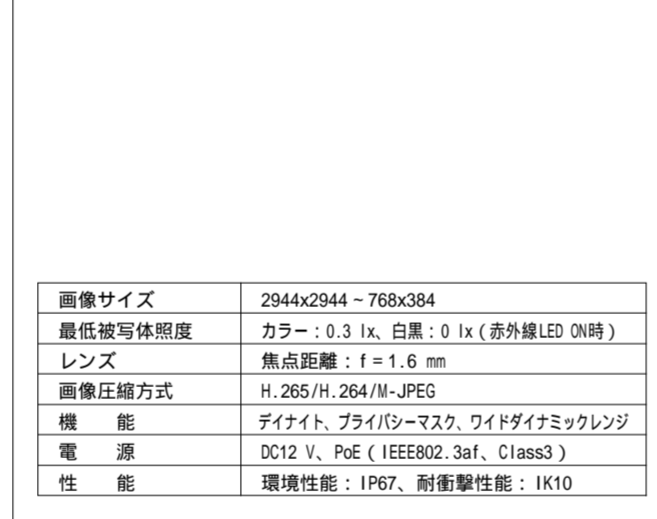 画像サイズ 2944x2944 ~ 768x384
最低被写体照度 カラー：0.3 lx、白黒：0 lx（赤外線LED ON時）
レンズ 焦点距離：f = 1.6 mm
画像圧縮方式 H.265/H.264/M-JPEG
機　能 デイナイト、プライバシーマスク、ワイドダイナミックレンジ
電　源 DC12 V、PoE（IEEE802.3af、Class3）
性　能 環境性能：IP67、耐衝撃性能：IK10